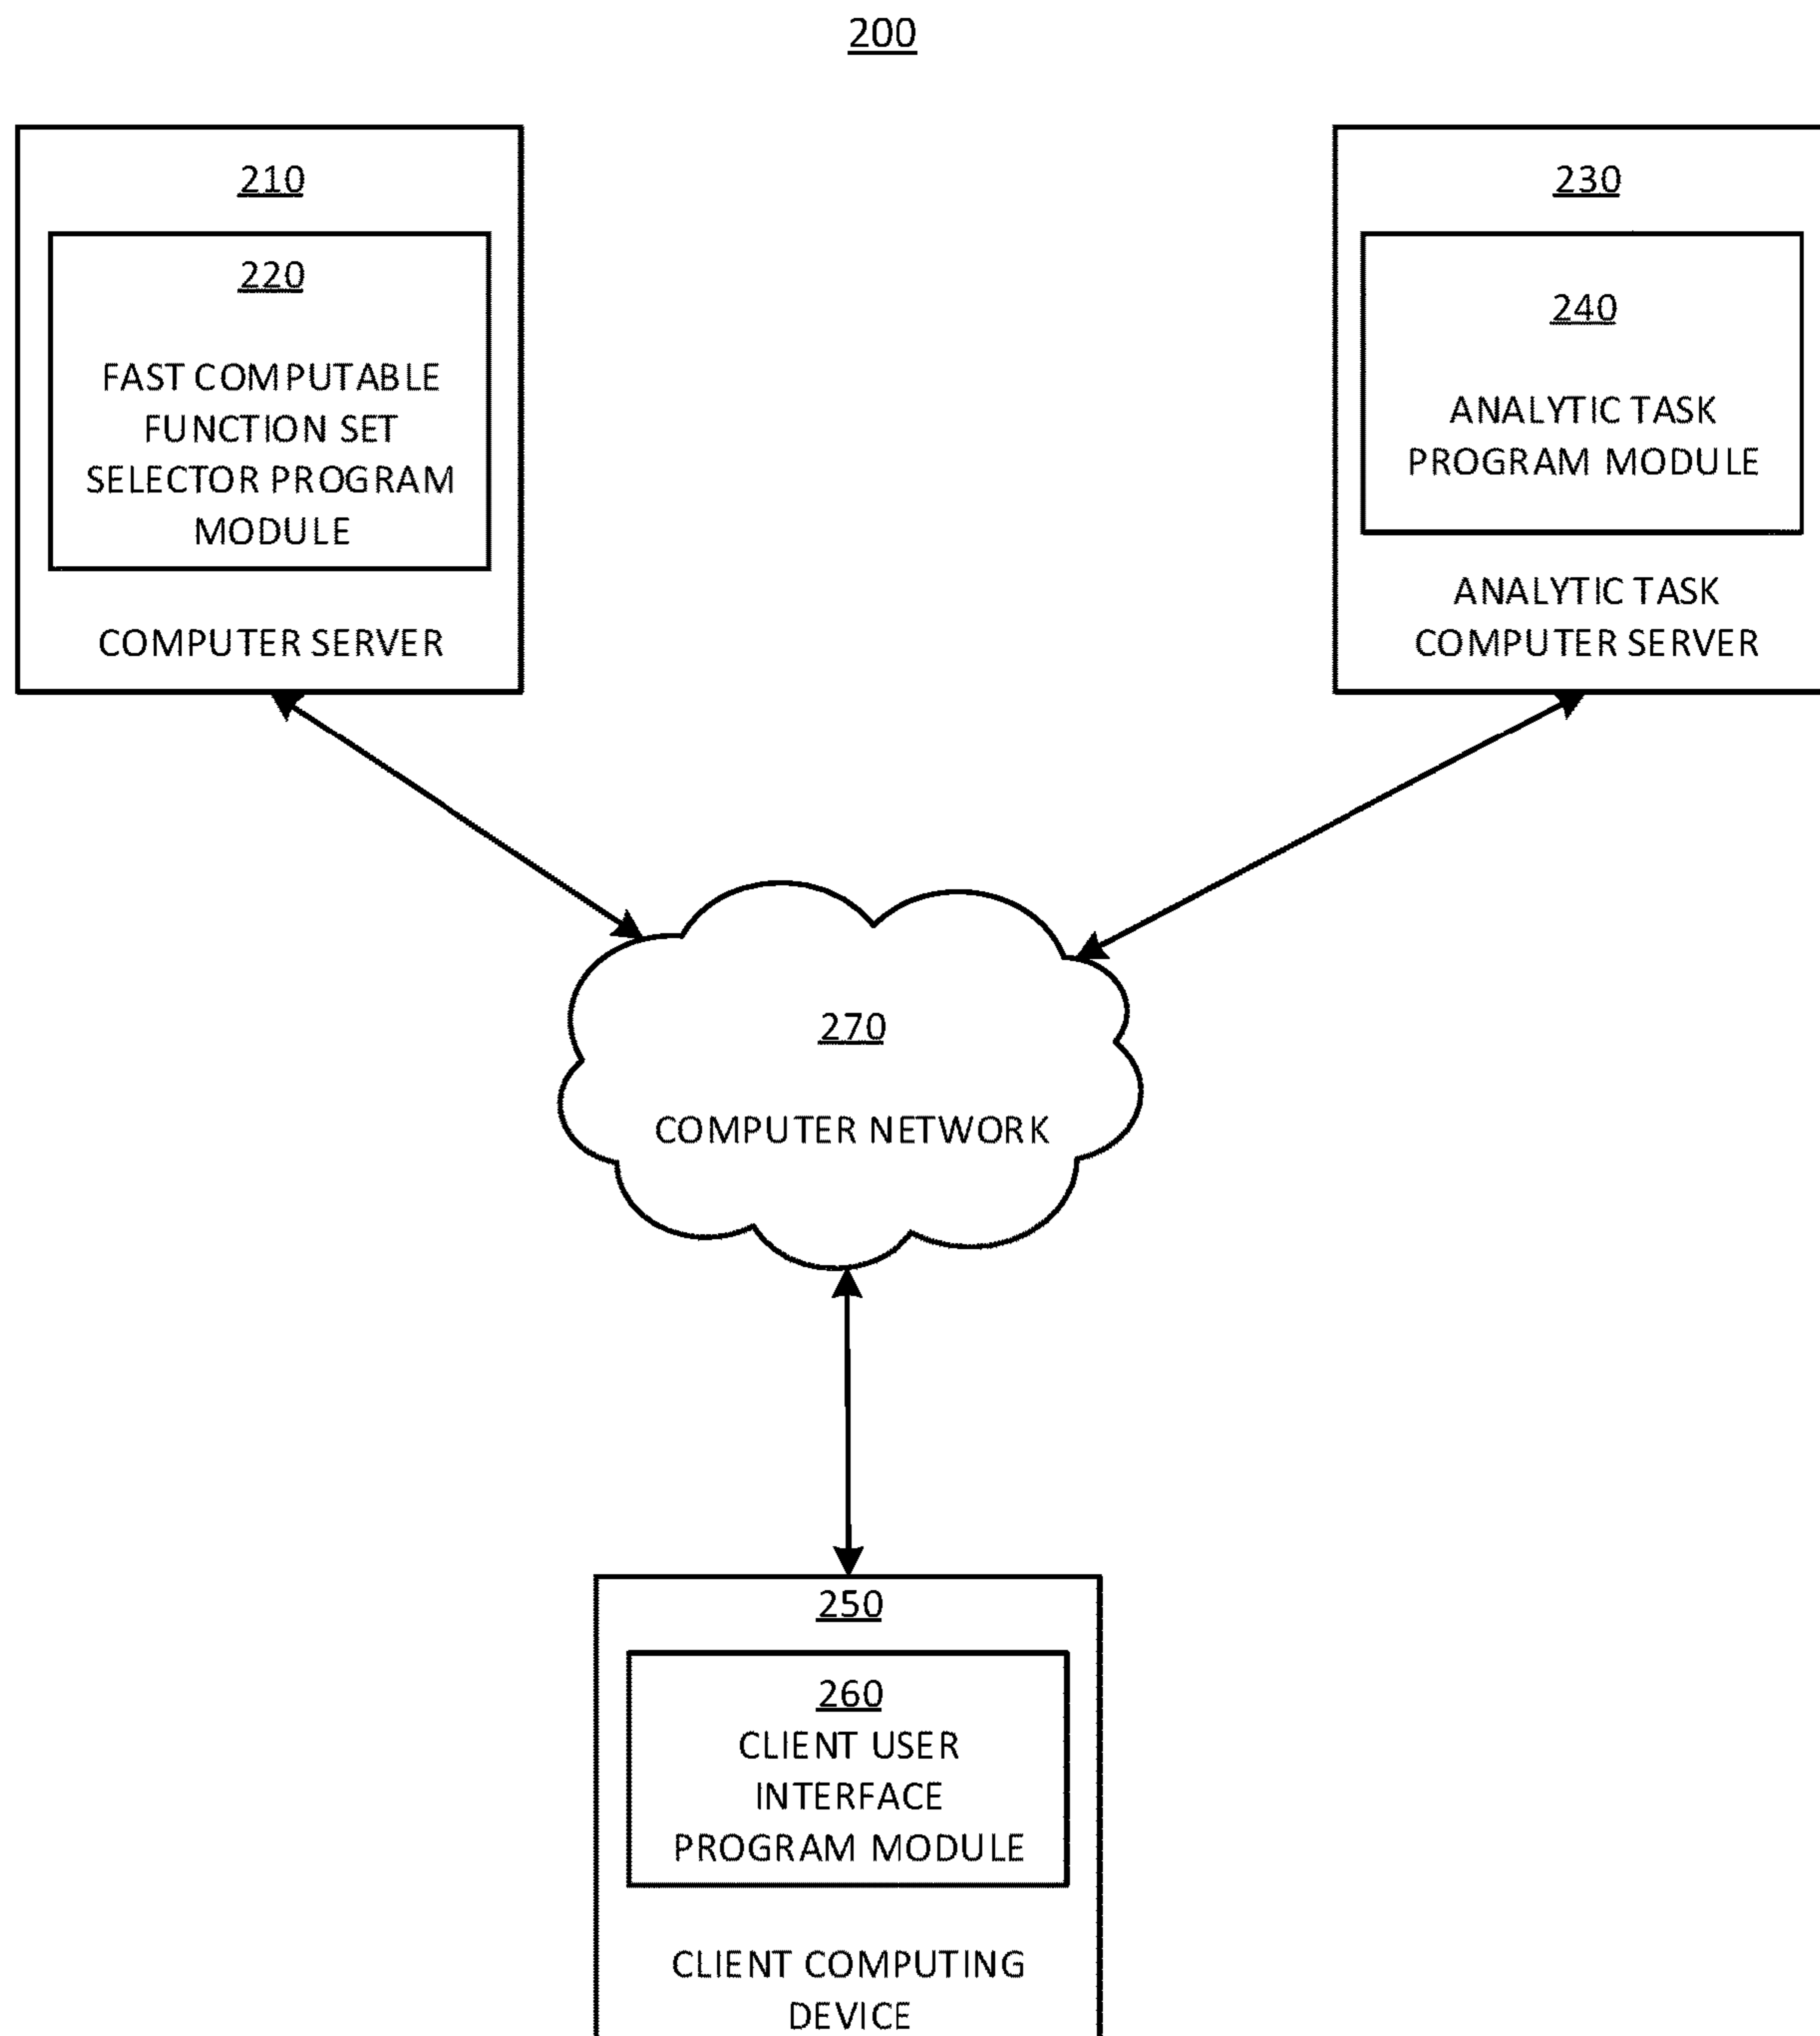 200
210
220
FAST COMPUTABLE
FUNCTION SET
SELECTOR PROGRAM
MODULE
COMPUTER SERVER
230
240
ANALYTIC TASK
PROGRAM MODULE
ANALYTIC TASK
COMPUTER SERVER
270
COMPUTER NETWORK
250
260
CLIENT USER
INTERFACE
PROGRAM MODULE
CLIENT COMPUTING
DEVICE